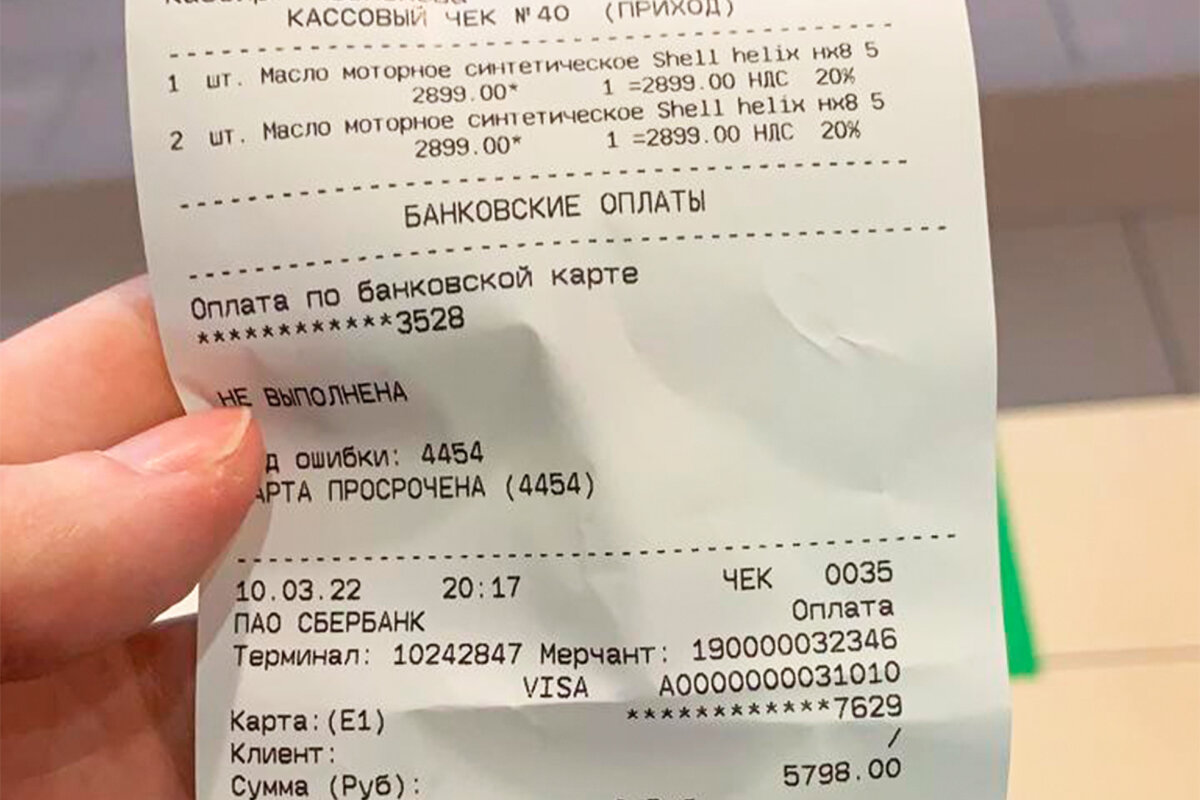 КАССОВЫЙ ЧЕК №40 (ПРИХОД)
1 шт. Масло моторное синтетическое Shell helix нх8 5
2899.00* 1 =2899.00 НДС 20%
2 шт. Масло моторное синтетическое Shell helix нх8 5
2899.00* 1 =2899.00 НДС 20%
БАНКОВСКИЕ ОПЛАТЫ
Оплата по банковской карте
************3528
НЕ ВЫПОЛНЕНА
д ошибки: 4454
АРТА ПРОСРОЧЕНА (4454)
10.03.22 20:17 ЧЕК 0035
ПАО СБЕРБАНК Оплата
Терминал: 10242847 Мерчант: 190000032346
VISA A0000000031010
Карта:(E1) ************7629
Клиент: /
Сумма (Руб): 5798.00